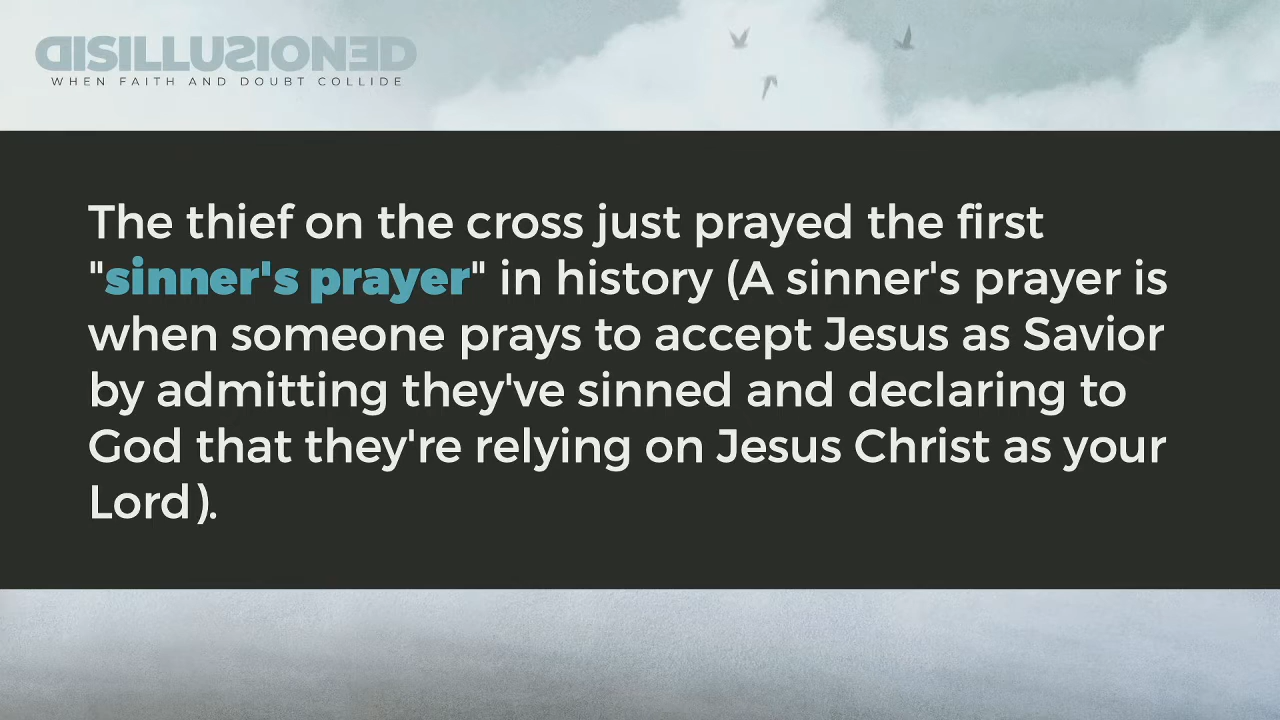 DISILLUSIONED
WHEN FAITH AND DOUBT COLLIDE
The thief on the cross just prayed the first
"sinner's prayer" in history (A sinner's prayer is
when someone prays to accept Jesus as Savior
by admitting they've sinned and declaring to
God that they're relying on Jesus Christ as your
Lord).